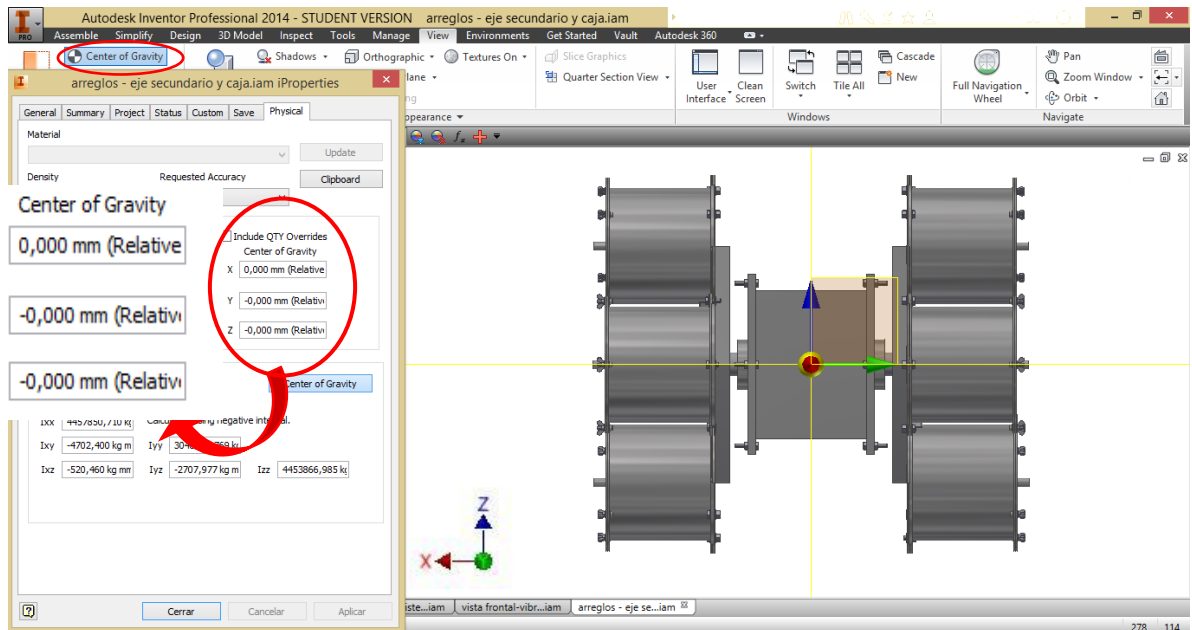 Autodesk Inventor Professional 2014 - STUDENT VERSION arreglos - eje secundario y caja.iam
PRO
Assemble Simplify Design 3D Model Inspect Tools Manage View Environments Get Started Vault Autodesk 360
Center of Gravity
Shadows
Orthographic
Textures On
Slice Graphics
Quarter Section View
User Interface
Clean Screen
Switch
Tile All
Cascade
New
Full Navigation Wheel
Pan
Zoom Window
Orbit
lane
ng
ppearance
Windows
Navigate
arreglos - eje secundario y caja.iam iProperties
General Summary Project Status Custom Save Physical
Material
Update
Density Requested Accuracy
Clipboard
Center of Gravity
0,000 mm (Relative
-0,000 mm (Relativ
-0,000 mm (Relativ
Include QTY Overrides
Center of Gravity
X 0,000 mm (Relative
Y -0,000 mm (Relativ
Z -0,000 mm (Relativ
Center of Gravity
Ixx 4457850,710 kg
negative
Ixy -4702,400 kg m Iyy
Ixz -520,460 kg mm Iyz -2707,977 kg m Izz 4453866,985 kg
Cerrar Cancelar Aplicar
Z
X
iste...iam vista frontal-vibr...iam arreglos - eje se...iam
278 114